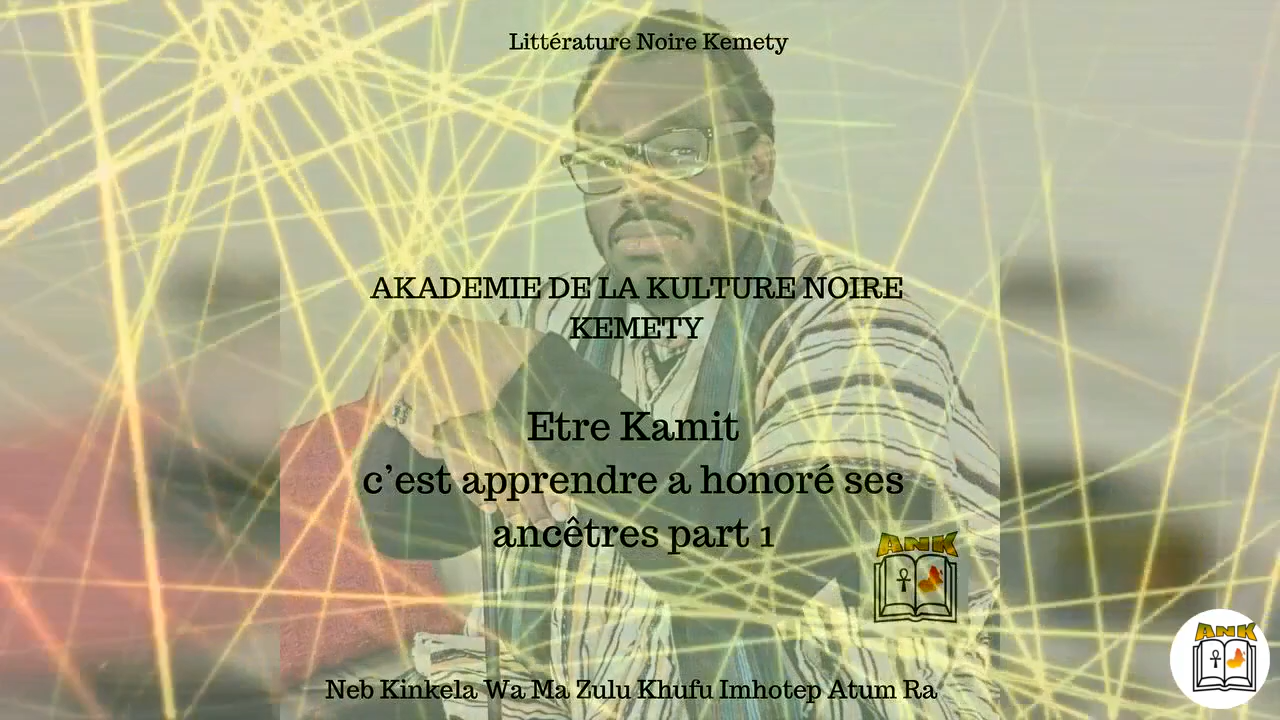 Littérature Noire Kemety
AKADEMIE DE LA KULTURE NOIRE
KEMETY
Etre Kamit
c’est apprendre a honoré ses
ancêtres part 1
ANK
ANK
Neb Kinkela Wa Ma Zulu Khufu Imhotep Atum Ra